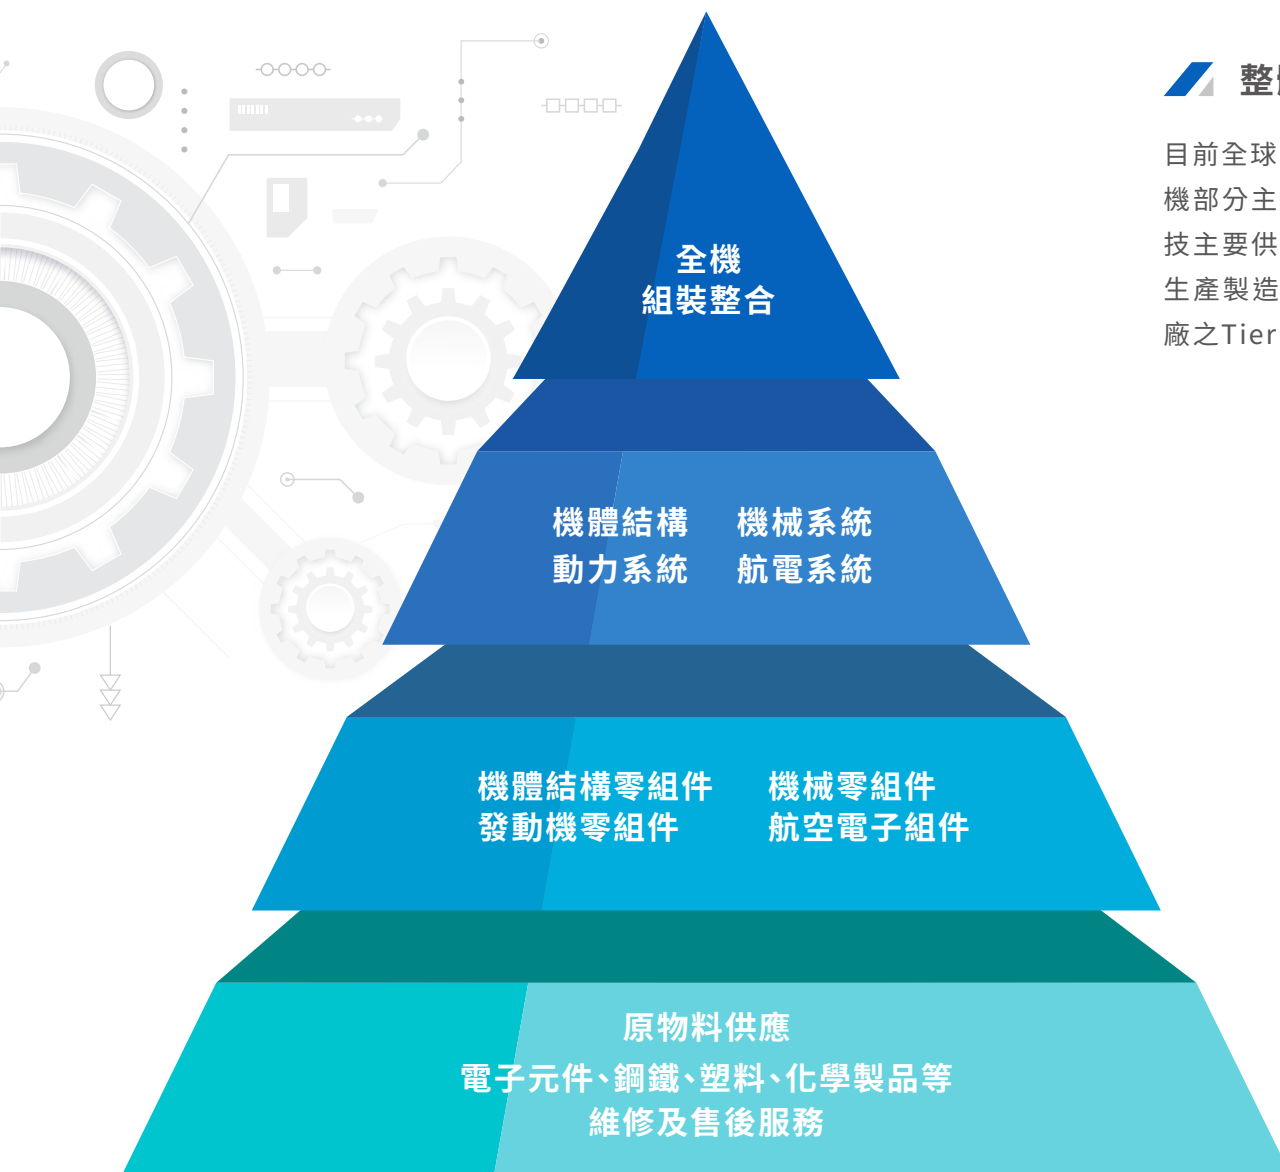 全機
組裝整合
機體結構 機械系統
動力系統 航電系統
機體結構零組件 機械零組件
發動機零組件 航空電子組件
原物料供應
電子元件、鋼鐵、塑料、化學製品等
維修及售後服務
整
目前全球
機部分主
技主要供
生產製造
廠之Tier